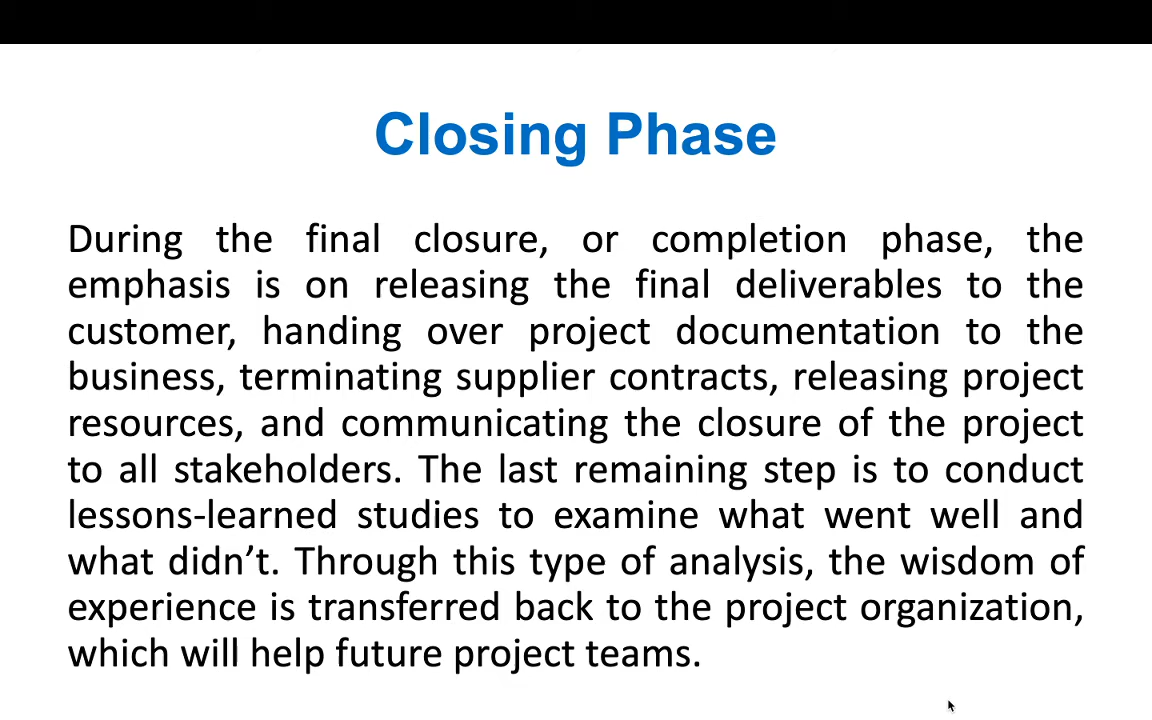 Closing Phase
During the final closure, or completion phase, the
emphasis is on releasing the final deliverables to the
customer, handing over project documentation to the
business, terminating supplier contracts, releasing project
resources, and communicating the closure of the project
to all stakeholders. The last remaining step is to conduct
lessons-learned studies to examine what went well and
what didn’t. Through this type of analysis, the wisdom of
experience is transferred back to the project organization,
which will help future project teams.